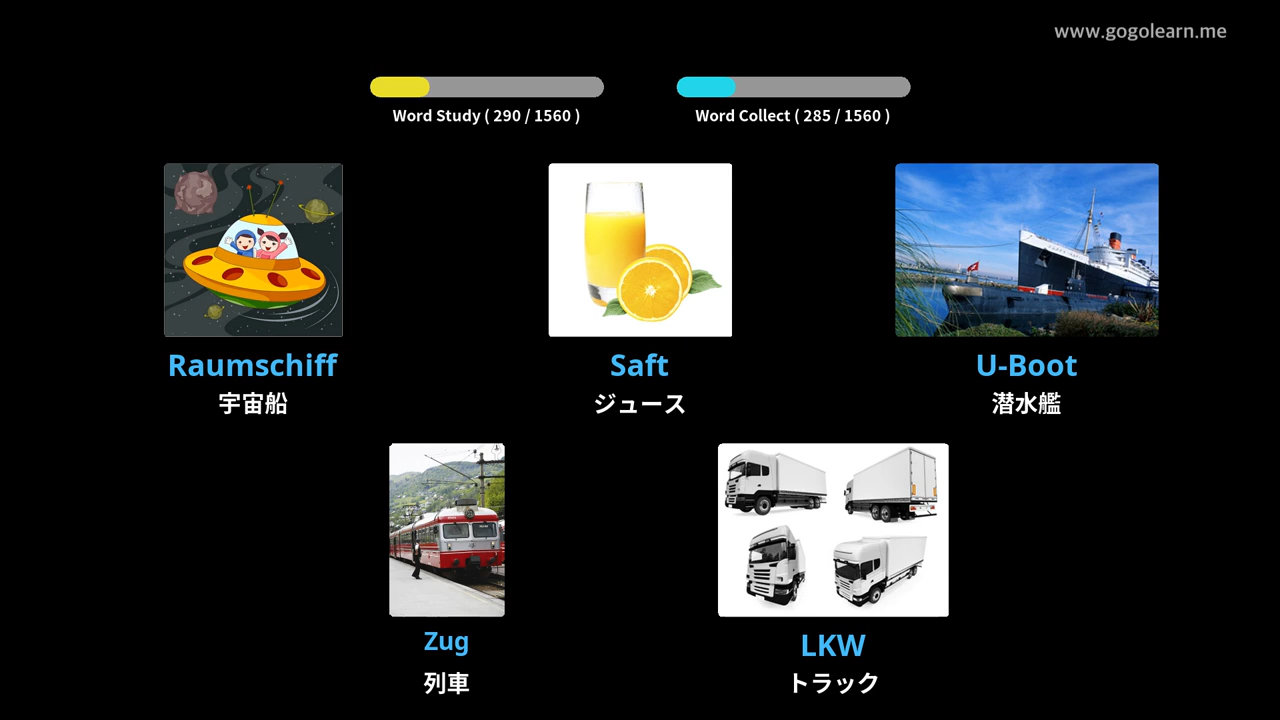 www.gogolearn.me
Word Study ( 290 / 1560 )
Word Collect ( 285 / 1560 )
Raumschiff
宇宙船
Saft
ジュース
U-Boot
潜水艦
Zug
列車
LKW
トラック